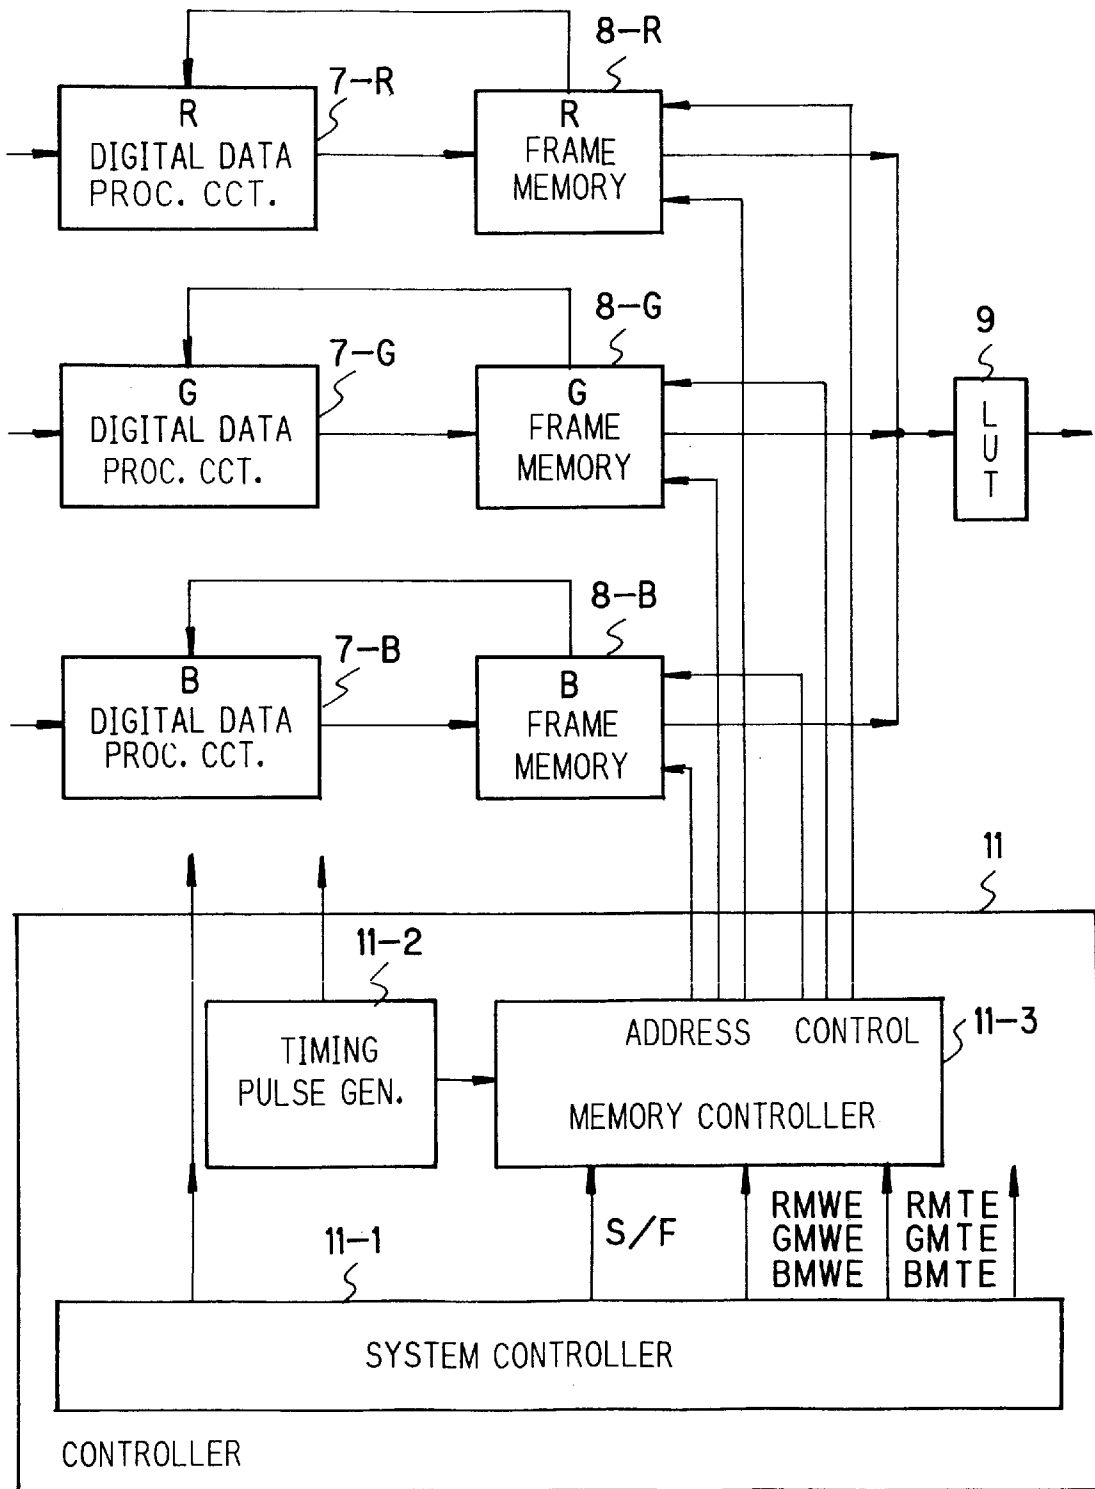 8-R
7-R
R
DIGITAL DATA
PROC. CCT.
R
FRAME
MEMORY
8-G
7-G
G
DIGITAL DATA
PROC. CCT.
G
FRAME
MEMORY
9
LUT
8-B
7-B
B
DIGITAL DATA
PROC. CCT.
B
FRAME
MEMORY
11
11-2
TIMING
PULSE GEN.
ADDRESS CONTROL
11-3
MEMORY CONTROLLER
S/F
RMWE
GMWE
BMWE
RMTE
GMTE
BMTE
11-1
SYSTEM CONTROLLER
CONTROLLER